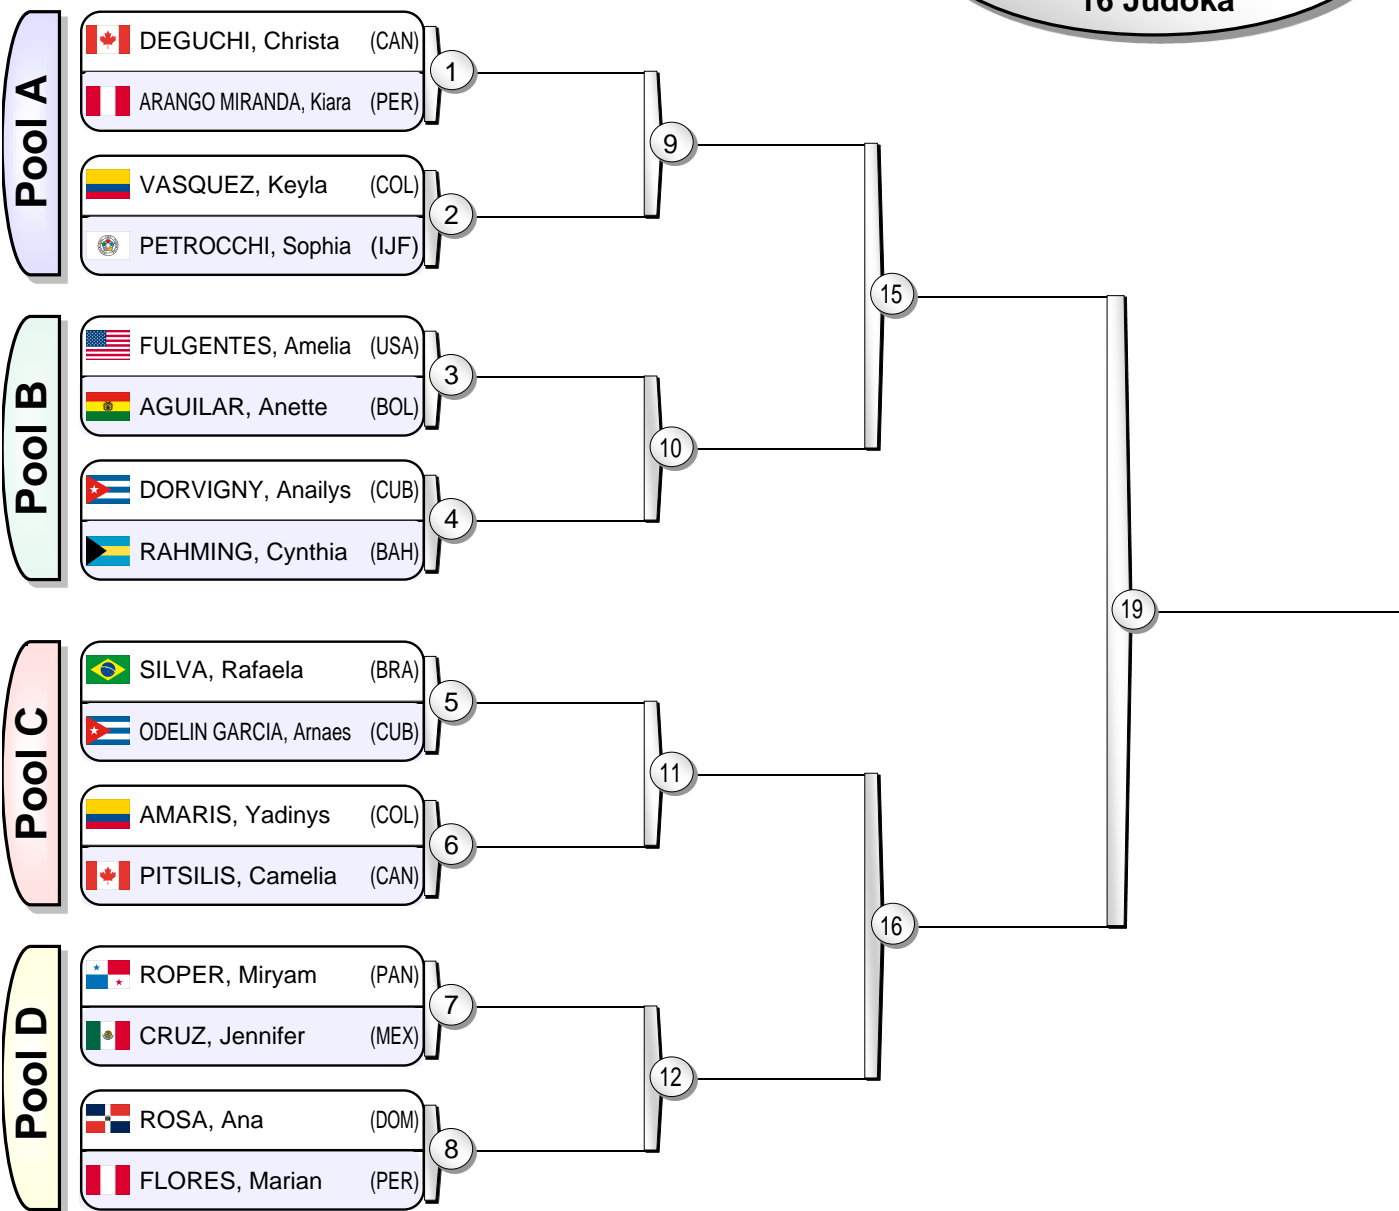 16 Judoka
Pool A
DEGUCHI, Christa (CAN)
ARANGO MIRANDA, Kiara (PER)
1
VASQUEZ, Keyla (COL)
PETROCCHI, Sophia (IJF)
2
9
Pool B
FULGENTES, Amelia (USA)
AGUILAR, Anette (BOL)
3
DORVIGNY, Anailys (CUB)
RAHMING, Cynthia (BAH)
4
10
15
Pool C
SILVA, Rafaela (BRA)
ODELIN GARCIA, Arnaes (CUB)
5
AMARIS, Yadinys (COL)
PITSILIS, Camelia (CAN)
6
11
Pool D
ROPER, Miryam (PAN)
CRUZ, Jennifer (MEX)
7
ROSA, Ana (DOM)
FLORES, Marian (PER)
8
12
16
19